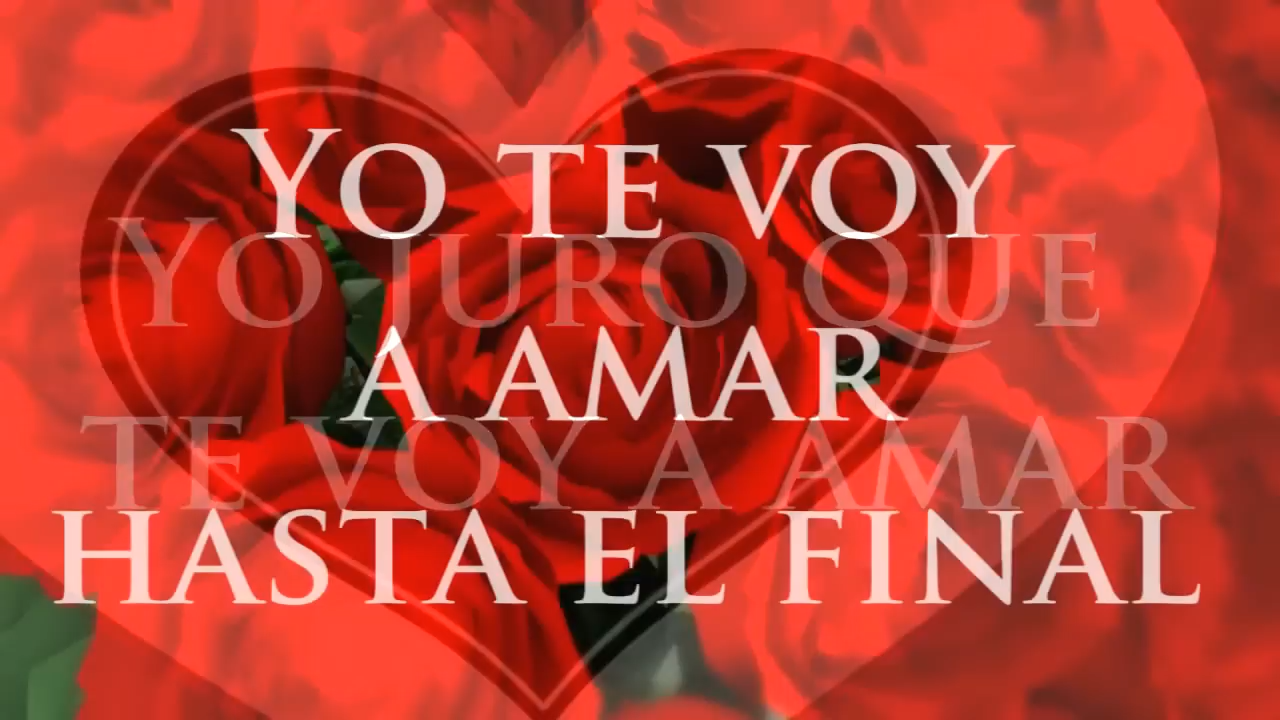 YO TE VOY
YO JURO QUE
A AMAR
TE VOY A AMAR
HASTA EL FINAL